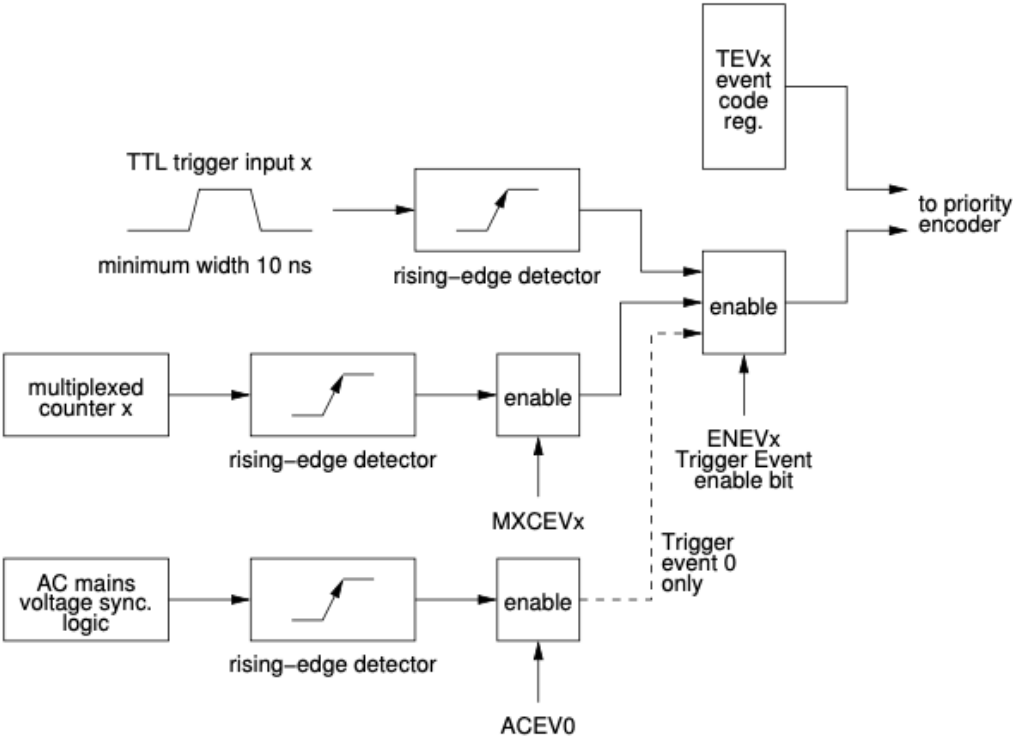 TEVx
event
code
reg.
TTL trigger input x
to priority
encoder
minimum width 10 ns
rising–edge detector
enable
multiplexed
counter x
enable
rising–edge detector
ENEVx
Trigger Event
enable bit
MXCEVx
Trigger
event 0
only
AC mains
voltage sync.
logic
enable
rising–edge detector
ACEV0